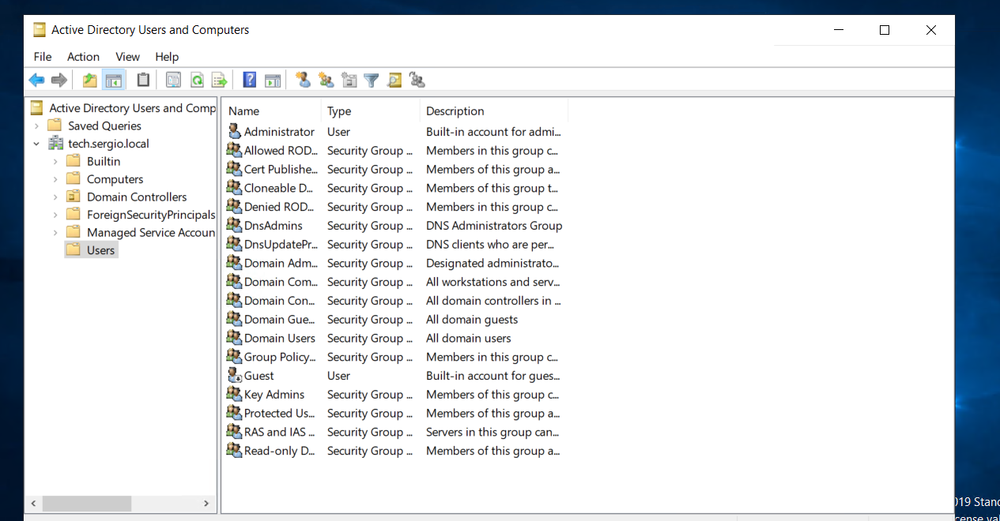 Active Directory Users and Computers
File Action View Help
Active Directory Users and Comp
Saved Queries
tech.sergio.local
Builtin
Computers
Domain Controllers
ForeignSecurityPrincipals
Managed Service Accoun
Users
Name Type Description
Administrator User Built-in account for admi...
Allowed ROD... Security Group ... Members in this group c...
Cert Publishe... Security Group ... Members of this group a...
Cloneable D... Security Group ... Members of this group t...
Denied ROD... Security Group ... Members in this group c...
DnsAdmins Security Group ... DNS Administrators Group
DnsUpdatePr... Security Group ... DNS clients who are per...
Domain Adm... Security Group ... Designated administrato...
Domain Com... Security Group ... All workstations and serv...
Domain Con... Security Group ... All domain controllers in ...
Domain Gue... Security Group ... All domain guests
Domain Users Security Group ... All domain users
Group Policy... Security Group ... Members in this group c...
Guest User Built-in account for gues...
Key Admins Security Group ... Members of this group c...
Protected Us... Security Group ... Members of this group a...
RAS and IAS ... Security Group ... Servers in this group can...
Read-only D... Security Group ... Members of this group a...
019 Stand
cense val